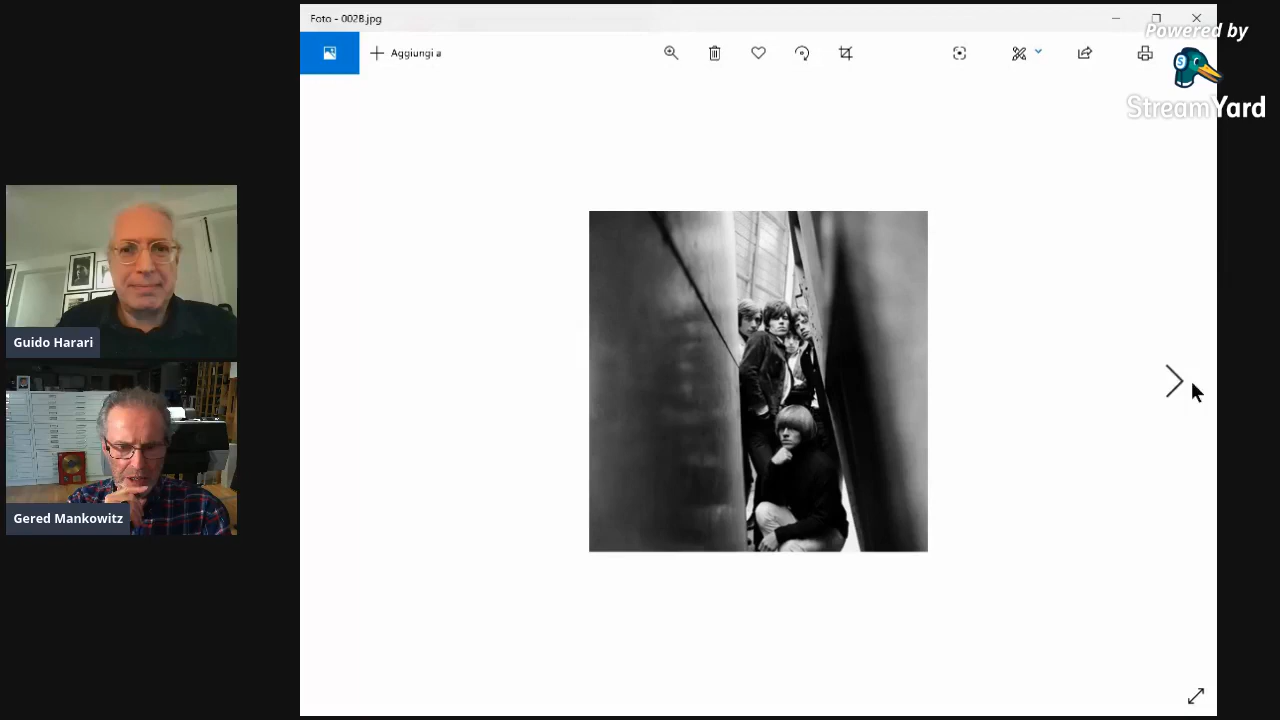 Foto - 002B.jpg
Aggiungi a
Powered by
StreamYard
Guido Harari
Gered Mankowitz